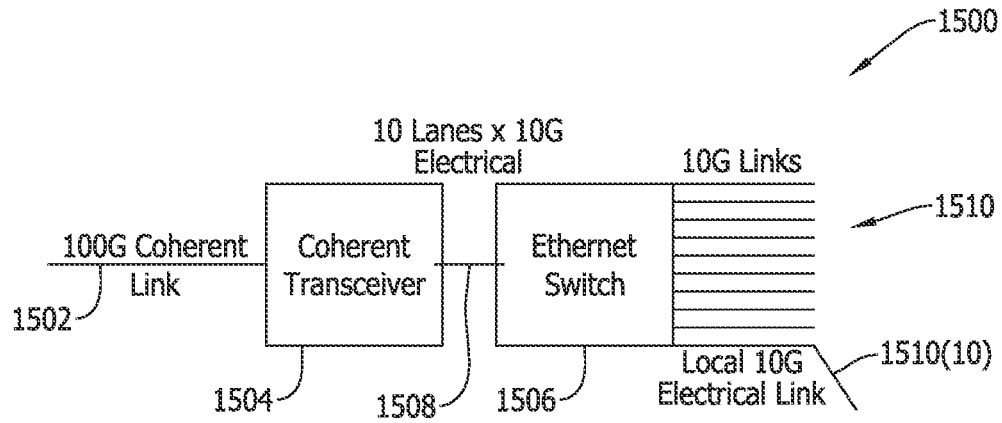 1500
10 Lanes x 10G
Electrical
10G Links
1510
100G Coherent
Link
1502
Coherent
Transceiver
Ethernet
Switch
1504
1508
1506
Local 10G
Electrical Link
1510(10)